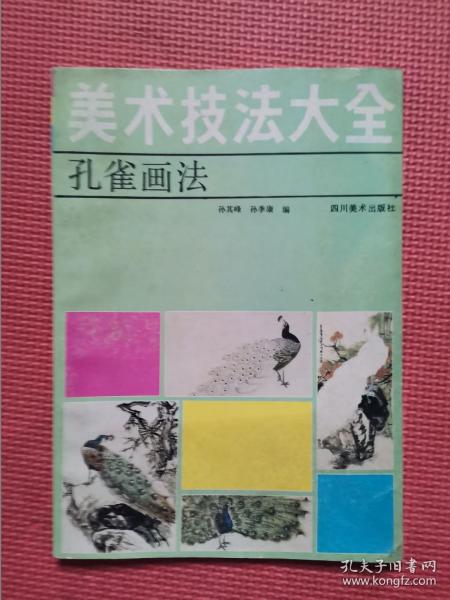 美术技法大全
孔雀画法
孙其峰 孙季康 编 四川美术出版社
孔夫子旧书网
www.kongfz.com